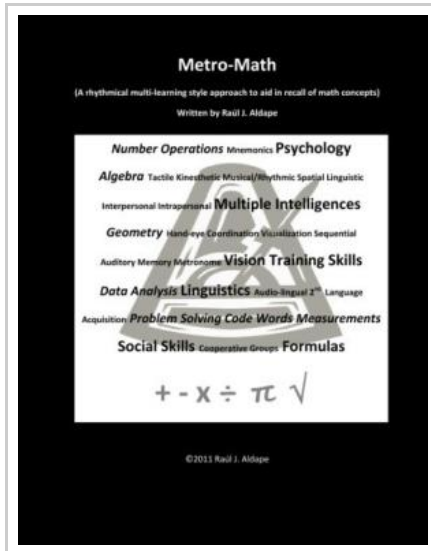 Metro-Math
(A rhythmical multi-learning style approach to aid in recall of math concepts)
Written by Raúl J. Aldape
Number Operations Mnemonics Psychology
Algebra Tactile Kinesthetic Musical/Rhythmic Spatial Linguistic
Interpersonal Intrapersonal Multiple Intelligences
Geometry Hand-eye Coordination Visualization Sequential
Auditory Memory Metronome Vision Training Skills
Data Analysis Linguistics Audio-lingual 2nd Language
Acquisition Problem Solving Code Words Measurements
Social Skills Cooperative Groups Formulas
+ - x ÷ π √
©2011 Raúl J. Aldape